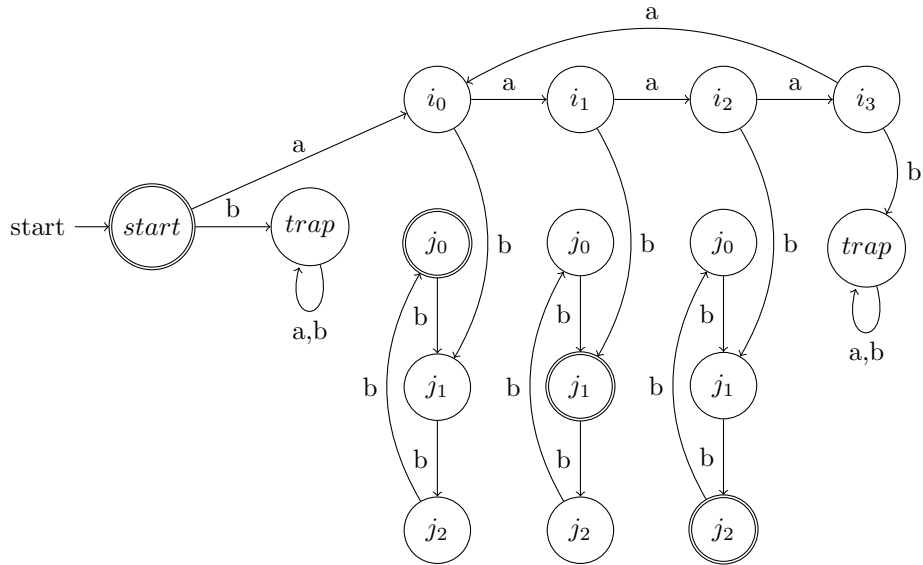 a
i₀ a i₁ a i₂ a i₃
a
start start b trap b
j₀ b j₀ b j₀ b trap
a,b b b b a,b
b j₁ b j₁ b j₁
b b b
j₂ j₂ j₂